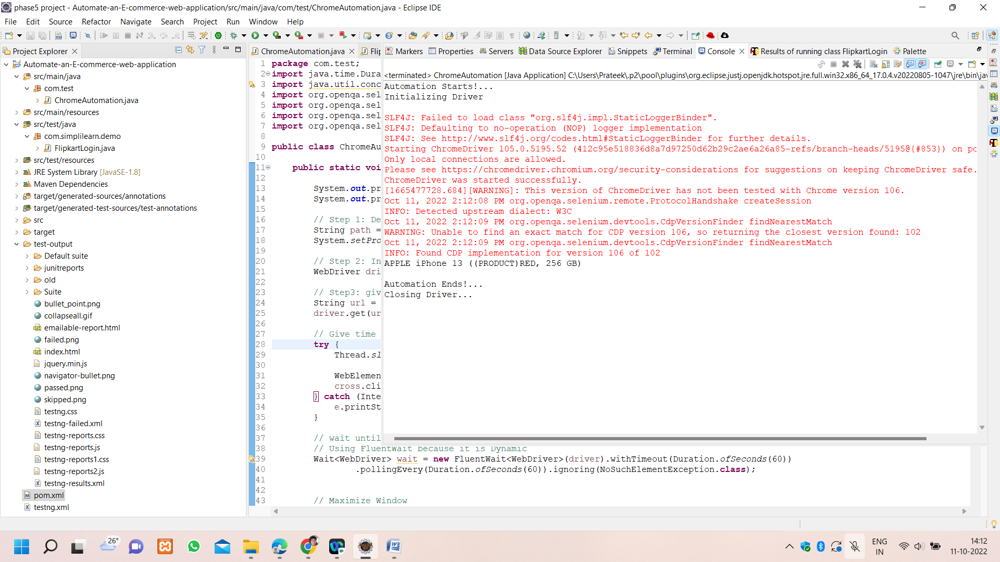 phase5 project - Automate-an-E-commerce-web-application/src/main/java/com/test/ChromeAutomation.java - Eclipse IDE
File Edit Source Refactor Navigate Search Project Run Window Help
Project Explorer
Automate-an-E-commerce-web-application
src/main/java
com.test
ChromeAutomation.java
src/main/resources
src/test/java
com.simplilearn.demo
FlipkartLogin.java
src/test/resources
JRE System Library [JavaSE-1.8]
Maven Dependencies
target/generated-sources/annotations
target/generated-test-sources/test-annotations
src
target
test-output
Default suite
junitreports
old
Suite
bullet_point.png
collapseall.gif
emailable-report.html
failed.png
index.html
jquery.min.js
navigator-bullet.png
passed.png
skipped.png
testng.css
testng-failed.xml
testng-reports.css
testng-reports.js
testng-reports1.css
testng-reports2.js
testng-results.xml
pom.xml
testng.xml
ChromeAutomation.java Flip
1 package com.test;
2 import java.time.Dura
3 import java.util.conc
4 import org.openqa.sel
5 import org.openqa.sel
6 import org.openqa.sel
7 import org.openqa.sel
8
9 public class ChromeAu
10
11 public static voi
12
13 System.out.pr
14 System.out.pr
15
16 // Step 1: De
17 String path =
18 System.setPro
19
20 // Step 2: In
21 WebDriver dri
22
23 // Step3: giv
24 String url =
25 driver.get(ur
26
27 // Give time
28 try {
29 Thread.sl
30
31 WebElemen
32 cross.cli
33 } catch (Inte
34 e.printSt
35 }
36
37 // wait until
38 // Using FluentWait because it is Dynamic
39 Wait<WebDriver> wait = new FluentWait<WebDriver>(driver).withTimeout(Duration.ofSeconds(60))
40 .pollingEvery(Duration.ofSeconds(60)).ignoring(NoSuchElementException.class);
41
42
43 // Maximize Window
Markers Properties Servers Data Source Explorer Snippets Terminal Console Results of running class FlipkartLogin Palette
<terminated> ChromeAutomation [Java Application] C:\Users\Prateek\.p2\pool\plugins\org.eclipse.justj.openjdk.hotspot.jre.full.win32.x86_64_17.0.4.v20220805-1047\jre\bin\jav
Automation Starts!...
Initializing Driver
SLF4J: Failed to load class "org.slf4j.impl.StaticLoggerBinder".
SLF4J: Defaulting to no-operation (NOP) logger implementation
SLF4J: See http://www.slf4j.org/codes.html#StaticLoggerBinder for further details.
Starting ChromeDriver 105.0.5195.52 (412c95e518836d8a7d97250d62b29c2ae6a26a85-refs/branch-heads/5195@{#853}) on po
Only local connections are allowed.
Please see https://chromedriver.chromium.org/security-considerations for suggestions on keeping ChromeDriver safe.
ChromeDriver was started successfully.
[1665477728.684][WARNING]: This version of ChromeDriver has not been tested with Chrome version 106.
Oct 11, 2022 2:12:08 PM org.openqa.selenium.remote.ProtocolHandshake createSession
INFO: Detected upstream dialect: W3C
Oct 11, 2022 2:12:09 PM org.openqa.selenium.devtools.CdpVersionFinder findNearestMatch
WARNING: Unable to find an exact match for CDP version 106, so returning the closest version found: 102
Oct 11, 2022 2:12:09 PM org.openqa.selenium.devtools.CdpVersionFinder findNearestMatch
INFO: Found CDP implementation for version 106 of 102
APPLE iPhone 13 ((PRODUCT)RED, 256 GB)
Automation Ends!...
Closing Driver...
26°
ENG
IN
14:12
11-10-2022